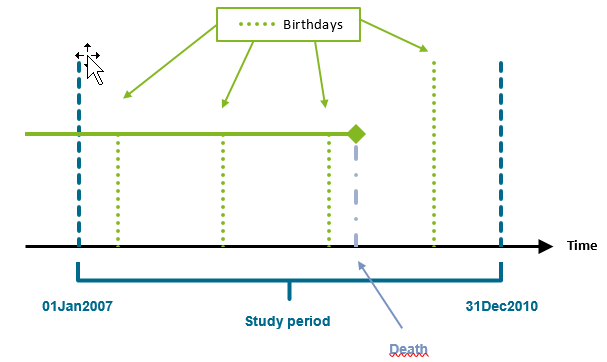 Birthdays
Time
01Jan2007
31Dec2010
Study period
Death